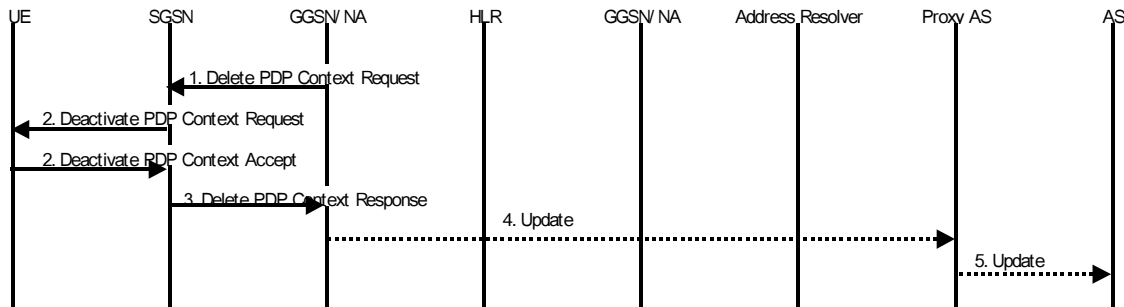 UE SGSN GGSN/NA HLR GGSN/NA Address Resolver Proxy AS AS
1. Delete PDP Context Request
2. Deactivate PDP Context Request
2. Deactivate PDP Context Accept
3. Delete PDP Context Response
4. Update
5. Update